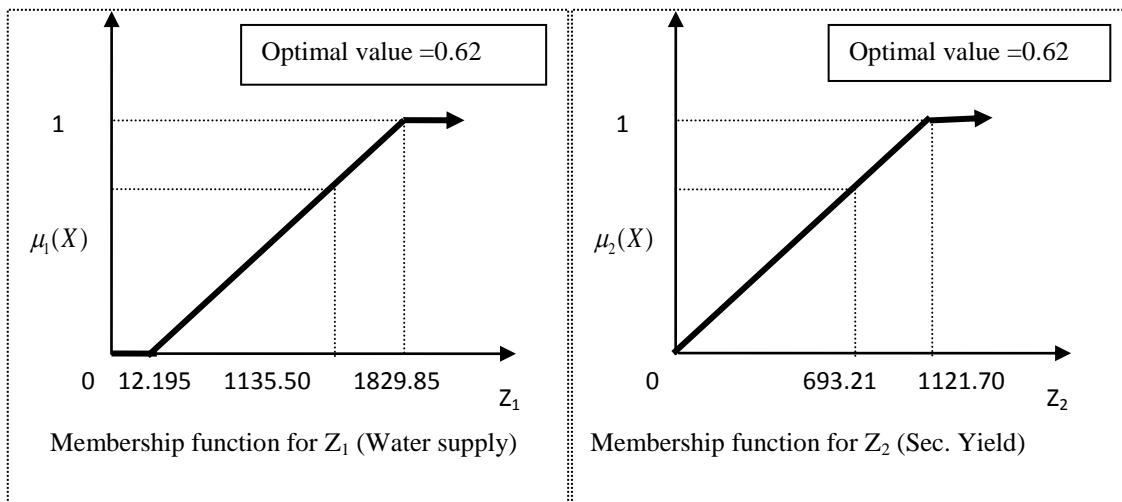 Optimal value =0.62
1
μ₁(X)
0 12.195 1135.50 1829.85
Z₁
Membership function for Z₁ (Water supply)
Optimal value =0.62
1
μ₂(X)
0 693.21 1121.70
Z₂
Membership function for Z₂ (Sec. Yield)